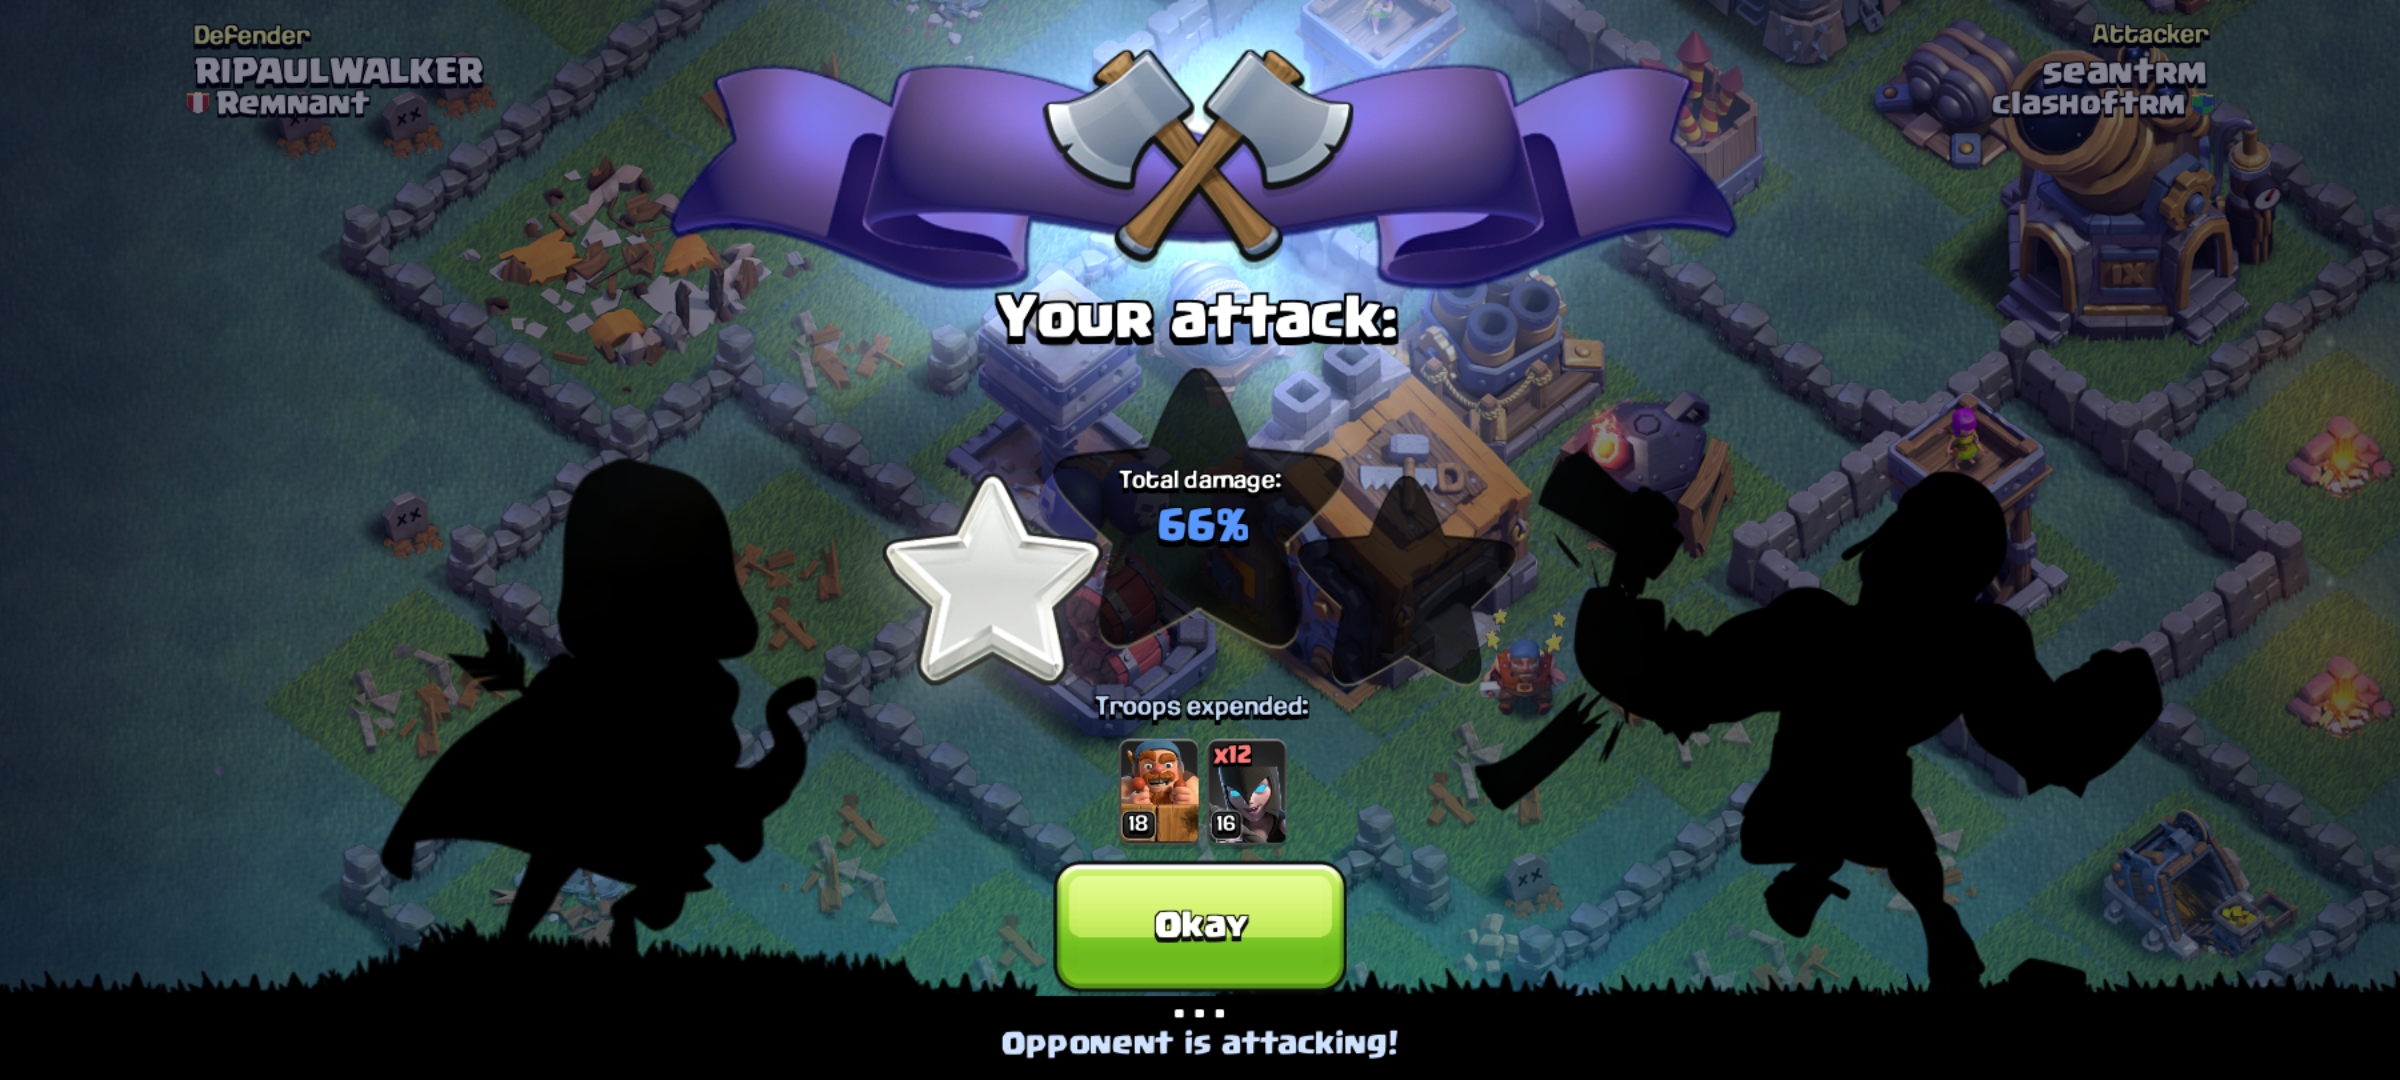 Defender
RIPAULWALKER
Remnant
Attacker
seantRM
clashoftRM
IX
Your attack:
Total damage:
66%
Troops expended:
x12
18
16
Okay
...
Opponent is attacking!